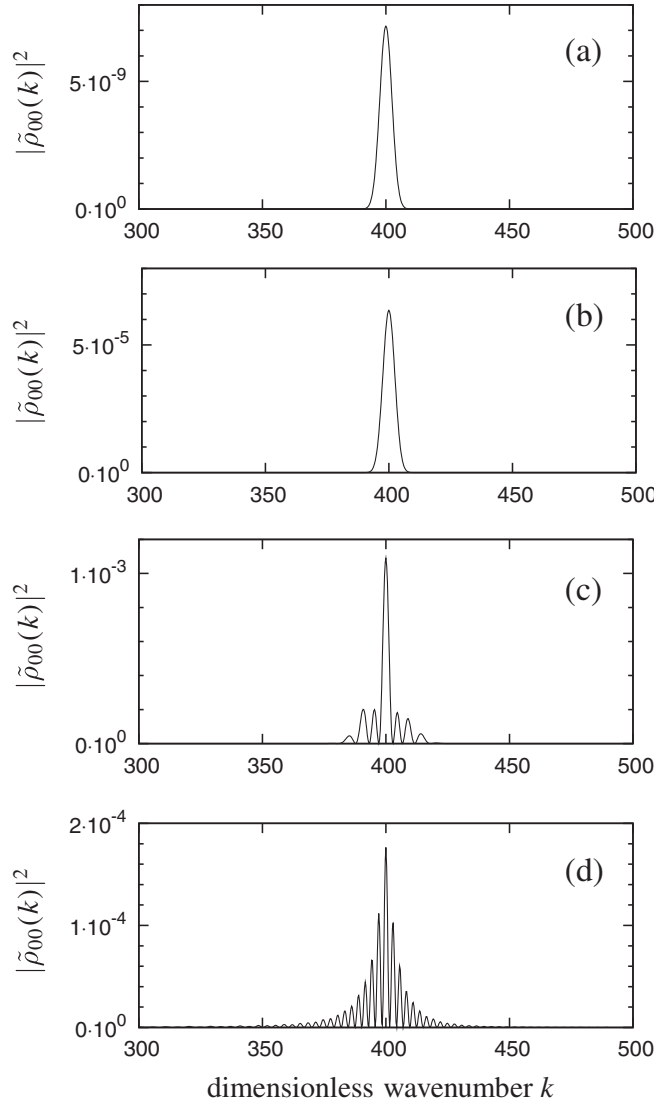 |ρ̃₀₀(k)|²
(a)
5·10⁻⁹
0·10⁰
300 350 400 450 500
|ρ̃₀₀(k)|²
(b)
5·10⁻⁵
0·10⁰
300 350 400 450 500
|ρ̃₀₀(k)|²
(c)
1·10⁻³
0·10⁰
300 350 400 450 500
|ρ̃₀₀(k)|²
(d)
2·10⁻⁴
1·10⁻⁴
0·10⁰
300 350 400 450 500
dimensionless wavenumber k